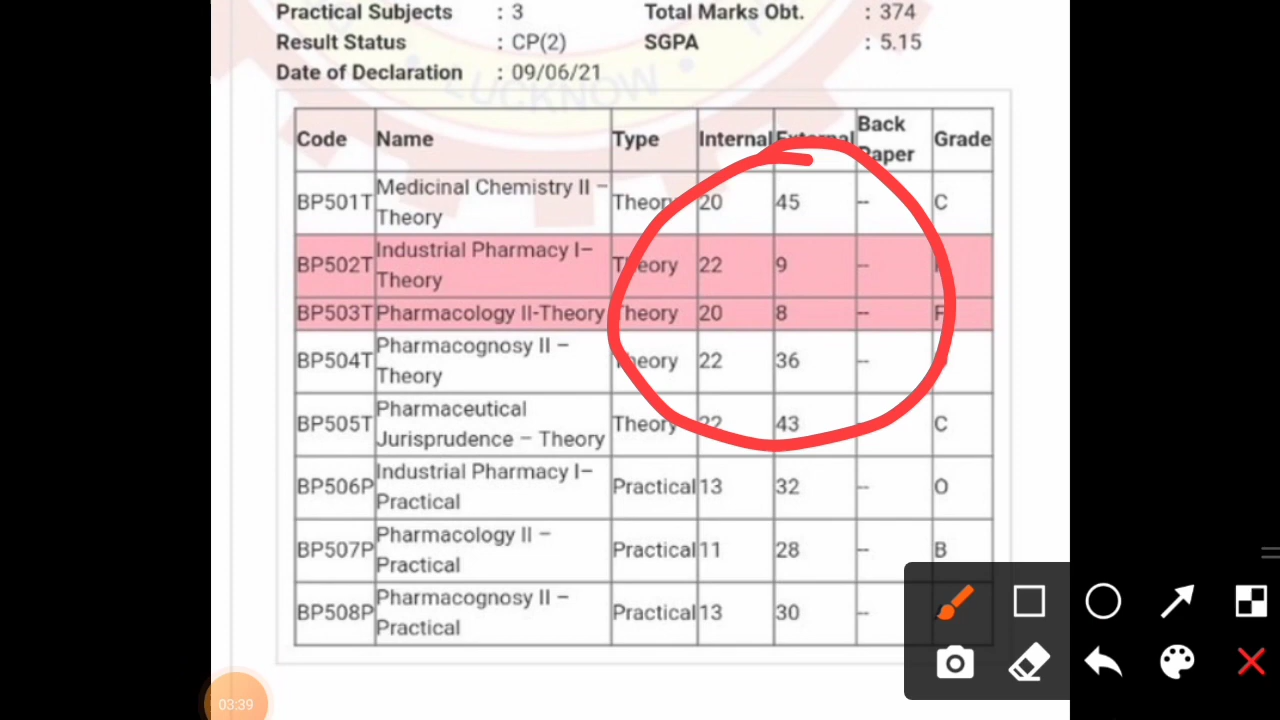 Practical Subjects : 3 Total Marks Obt. : 374
Result Status : CP(2) SGPA : 5.15
Date of Declaration : 09/06/21
LUCKNOW
Code Name Type Internal External Back Paper Grade
BP501T Medicinal Chemistry II – Theory Theory 20 45 -- C
BP502T Industrial Pharmacy I– Theory Theory 22 9 --
BP503T Pharmacology II-Theory Theory 20 8 -- F
BP504T Pharmacognosy II – Theory Theory 22 36 --
BP505T Pharmaceutical Jurisprudence – Theory Theory 22 43 -- C
BP506P Industrial Pharmacy I– Practical Practical 13 32 -- O
BP507P Pharmacology II – Practical Practical 11 28 -- B
BP508P Pharmacognosy II – Practical Practical 13 30 --
03:39